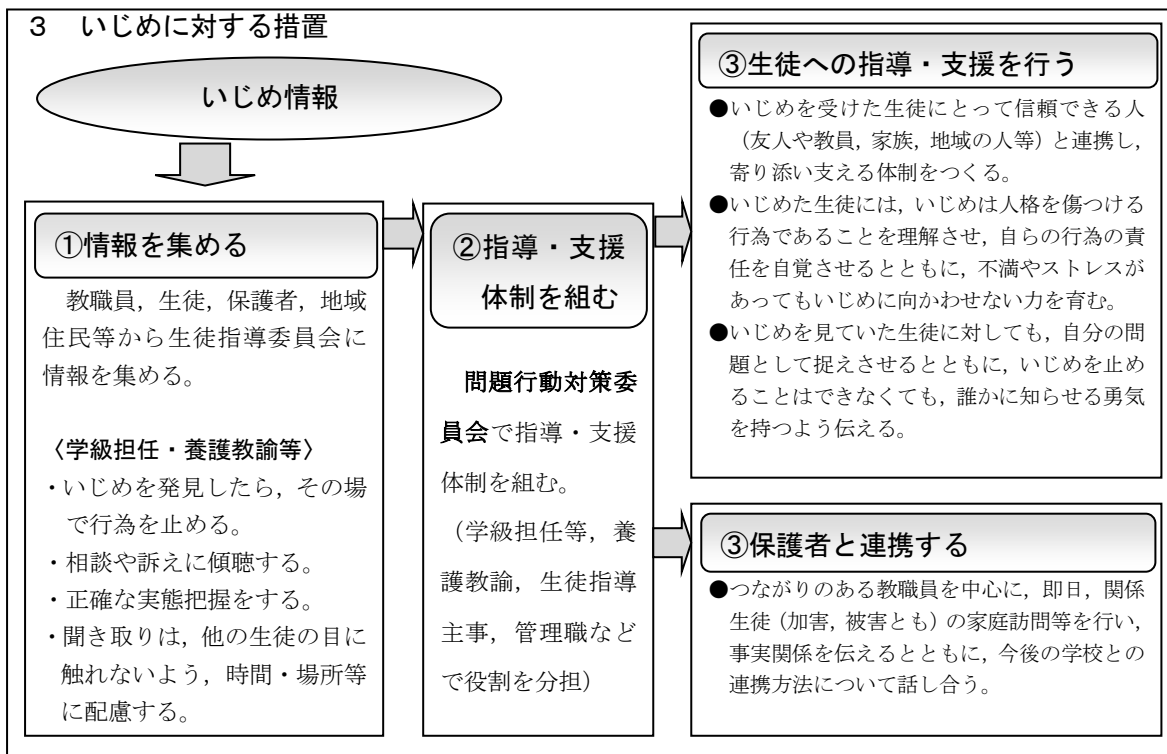 3 いじめに対する措置
いじめ情報
①情報を集める
教職員，生徒，保護者，地域
住民等から生徒指導委員会に
情報を集める。
〈学級担任・養護教諭等〉
・いじめを発見したら，その場
で行為を止める。
・相談や訴えに傾聴する。
・正確な実態把握をする。
・聞き取りは，他の生徒の目に
触れないよう，時間・場所等
に配慮する。
②指導・支援
体制を組む
問題行動対策委
員会で指導・支援
体制を組む。
（学級担任等，養
護教諭，生徒指導
主事，管理職など
で役割を分担）
③生徒への指導・支援を行う
●いじめを受けた生徒にとって信頼できる人
（友人や教員，家族，地域の人等）と連携し，
寄り添い支える体制をつくる。
●いじめた生徒には，いじめは人格を傷つける
行為であることを理解させ，自らの行為の責
任を自覚させるとともに，不満やストレスが
あってもいじめに向かわせない力を育む。
●いじめを見ていた生徒に対しても，自分の問
題として捉えさせるとともに，いじめを止め
ることはできなくても，誰かに知らせる勇気
を持つよう伝える。
③保護者と連携する
●つながりのある教職員を中心に，即日，関係
生徒（加害，被害とも）の家庭訪問等を行い，
事実関係を伝えるとともに，今後の学校との
連携方法について話し合う。